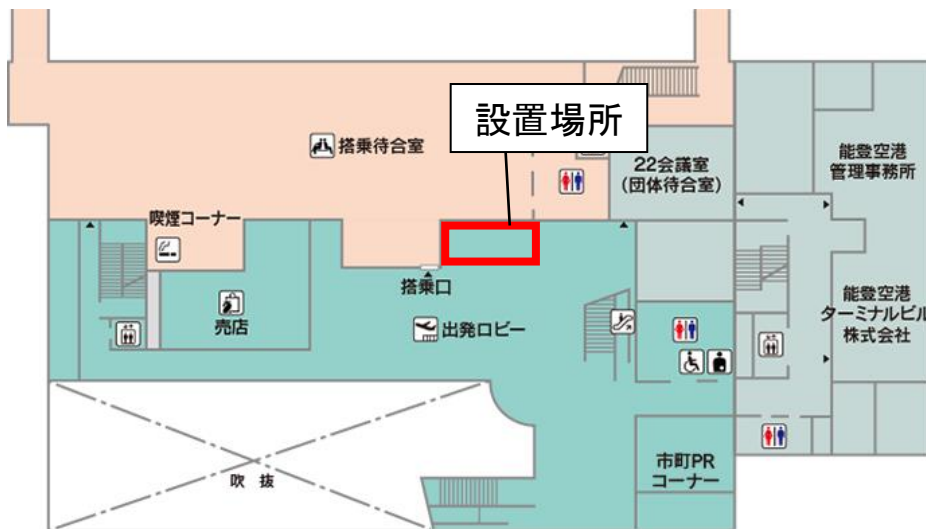 設置場所
搭乗待合室
22会議室
(団体待合室)
能登空港
管理事務所
喫煙コーナー
搭乗口
売店
出発ロビー
能登空港
ターミナルビル
株式会社
吹 抜
市町PR
コーナー